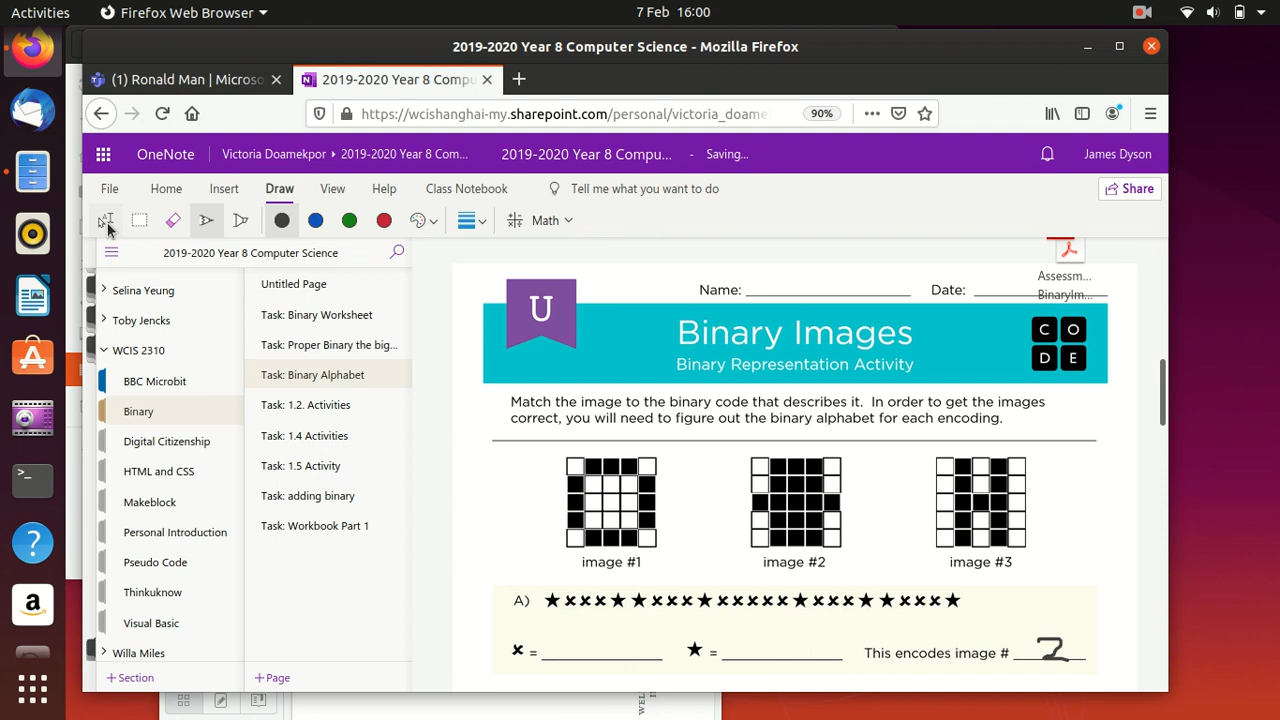 Activities Firefox Web Browser 7 Feb 16:00
2019-2020 Year 8 Computer Science - Mozilla Firefox
(1) Ronald Man | Microso 2019-2020 Year 8 Compu
https://wcishanghai-my.sharepoint.com/personal/victoria_doame 90%
OneNote Victoria Doamekpor 2019-2020 Year 8 Com... 2019-2020 Year 8 Compu... - Saving... James Dyson
File Home Insert Draw View Help Class Notebook Tell me what you want to do Share
Math
2019-2020 Year 8 Computer Science
Selina Yeung
Toby Jencks
WCIS 2310
BBC Microbit
Binary
Digital Citizenship
HTML and CSS
Makeblock
Personal Introduction
Pseudo Code
Thinkuknow
Visual Basic
Willa Miles
+Section
Untitled Page
Task: Binary Worksheet
Task: Proper Binary the big...
Task: Binary Alphabet
Task: 1.2. Activities
Task: 1.4 Activities
Task: 1.5 Activity
Task: adding binary
Task: Workbook Part 1
+Page
Assessm...
BinaryIm...
Name: Date:
U
Binary Images
Binary Representation Activity
C O
D E
Match the image to the binary code that describes it. In order to get the images
correct, you will need to figure out the binary alphabet for each encoding.
image #1 image #2 image #3
A) ★✖✖✖★★✖✖✖★✖✖✖✖✖★✖✖✖★★✖✖✖★
✖ = ★ = This encodes image # 2